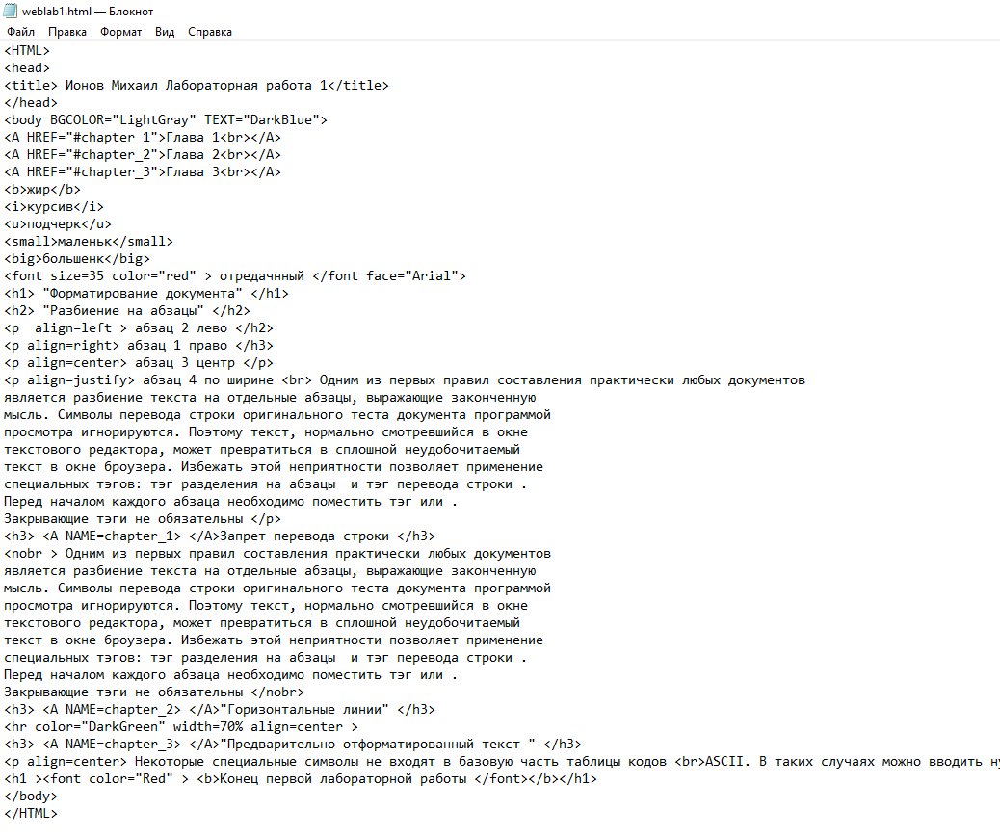 weblab1.html — Блокнот
Файл Правка Формат Вид Справка
<HTML>
<head>
<title> Ионов Михаил Лабораторная работа 1</title>
</head>
<body BGCOLOR="LightGray" TEXT="DarkBlue">
<A HREF="#chapter_1">Глава 1<br></A>
<A HREF="#chapter_2">Глава 2<br></A>
<A HREF="#chapter_3">Глава 3<br></A>
<b>жир</b>
<i>курсив</i>
<u>подчерк</u>
<small>маленьк</small>
<big>большенк</big>
<font size=35 color="red" > отредачнный </font face="Arial">
<h1> "Форматирование документа" </h1>
<h2> "Разбиение на абзацы" </h2>
<p  align=left > абзац 2 лево </h2>
<p align=right> абзац 1 право </h3>
<p align=center> абзац 3 центр </p>
<p align=justify> абзац 4 по ширине <br> Одним из первых правил составления практически любых документов
является разбиение текста на отдельные абзацы, выражающие законченную
мысль. Символы перевода строки оригинального теста документа программой
просмотра игнорируются. Поэтому текст, нормально смотревшийся в окне
текстового редактора, может превратиться в сплошной неудобочитаемый
текст в окне броузера. Избежать этой неприятности позволяет применение
специальных тэгов: тэг разделения на абзацы  и тэг перевода строки .
Перед началом каждого абзаца необходимо поместить тэг или .
Закрывающие тэги не обязательны </p>
<h3> <A NAME=chapter_1> </A>Запрет перевода строки </h3>
<nobr > Одним из первых правил составления практически любых документов
является разбиение текста на отдельные абзацы, выражающие законченную
мысль. Символы перевода строки оригинального теста документа программой
просмотра игнорируются. Поэтому текст, нормально смотревшийся в окне
текстового редактора, может превратиться в сплошной неудобочитаемый
текст в окне броузера. Избежать этой неприятности позволяет применение
специальных тэгов: тэг разделения на абзацы  и тэг перевода строки .
Перед началом каждого абзаца необходимо поместить тэг или .
Закрывающие тэги не обязательны </nobr>
<h3> <A NAME=chapter_2> </A>"Горизонтальные линии" </h3>
<hr color="DarkGreen" width=70% align=center >
<h3> <A NAME=chapter_3> </A>"Предварительно отформатированный текст " </h3>
<p align=center> Некоторые специальные символы не входят в базовую часть таблицы кодов <br>ASCII. В таких случаях можно вводить
<h1 ><font color="Red" > <b>Конец первой лабораторной работы </font></b></h1>
</body>
</HTML>